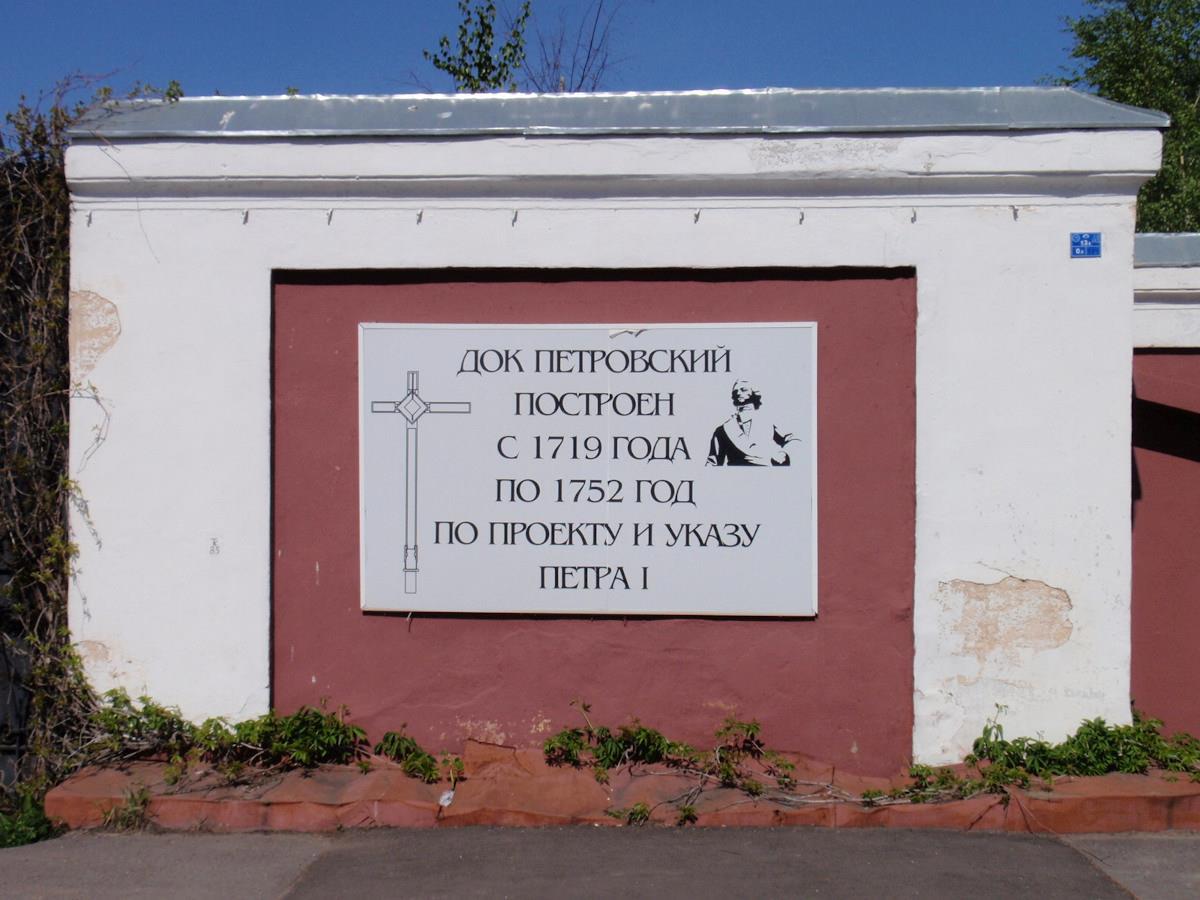 ДОК ПЕТРОВСКИЙ
ПОСТРОЕН
С 1719 ГОДА
ПО 1752 ГОД
ПО ПРОЕКТУ И УКАЗУ
ПЕТРА I